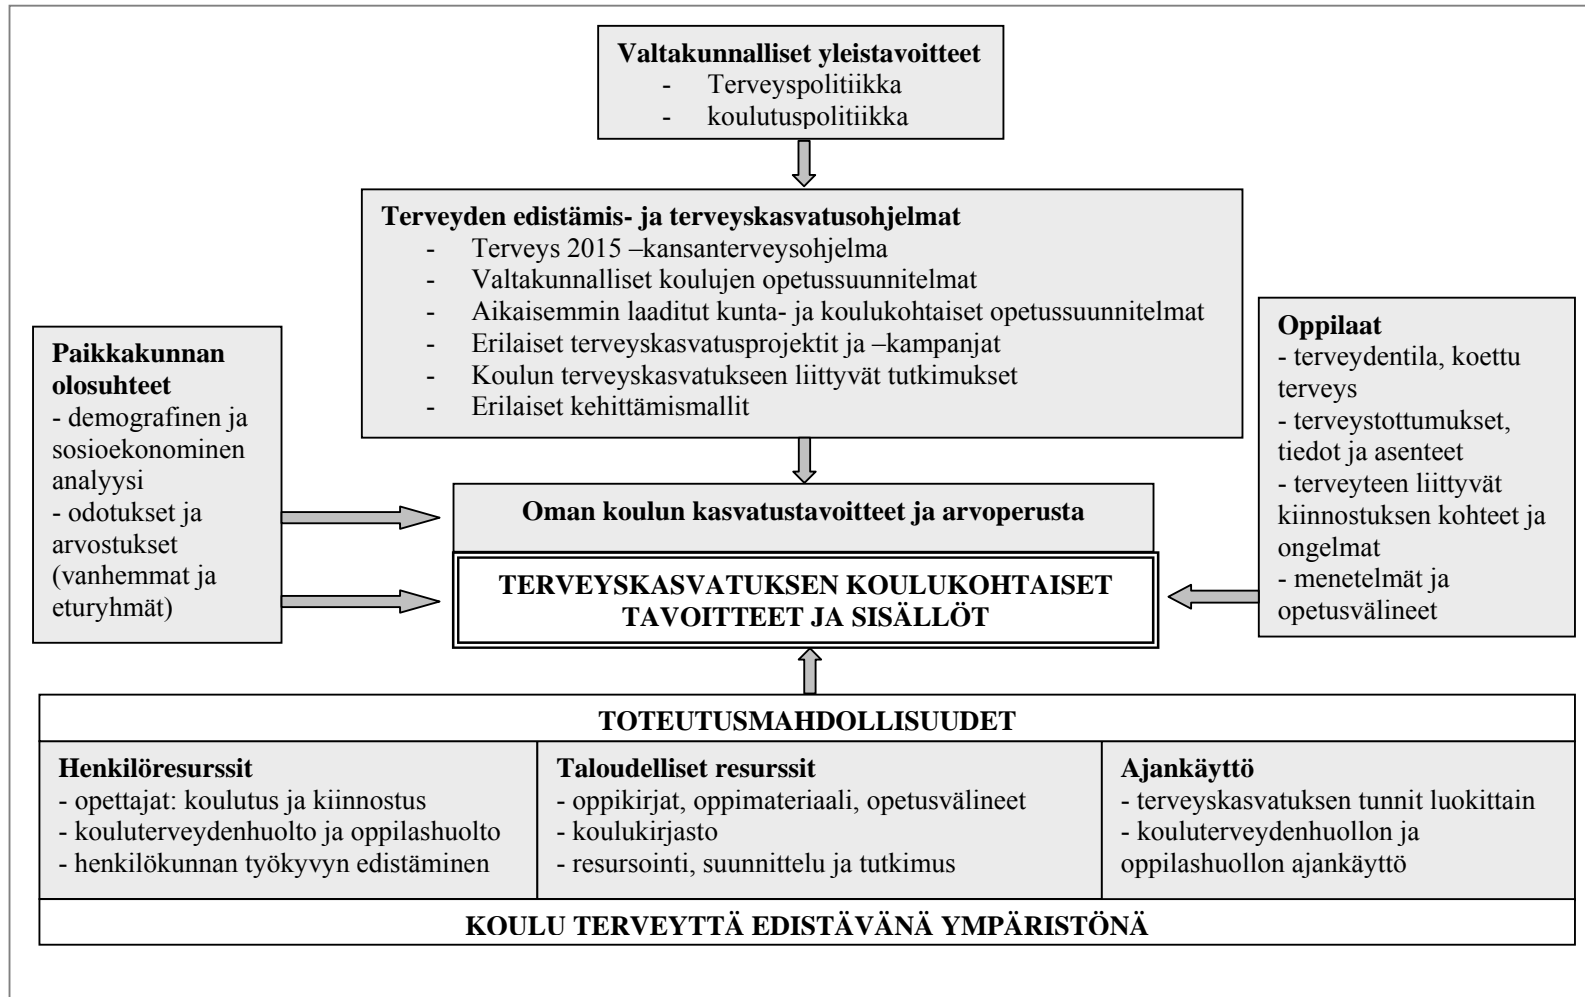 Valtakunnalliset yleistavoitteet
- Terveyspolitiikka
- koulutuspolitiikka
Terveyden edistämis- ja terveyskasvatusohjelmat
- Terveys 2015 –kansanterveysohjelma
- Valtakunnalliset koulujen opetussuunnitelmat
- Aikaisemmin laaditut kunta- ja koulukohtaiset opetussuunnitelmat
- Erilaiset terveyskasvatusprojektit ja –kampanjat
- Koulun terveyskasvatukseen liittyvät tutkimukset
- Erilaiset kehittämismallit
Paikkakunnan
olosuhteet
- demografinen ja
sosioekonominen
analyysi
- odotukset ja
arvostukset
(vanhemmat ja
eturyhmät)
Oppilaat
- terveydentila, koettu
terveys
- terveystottumukset,
tiedot ja asenteet
- terveyteen liittyvät
kiinnostuksen kohteet ja
ongelmat
- menetelmät ja
opetusvälineet
Oman koulun kasvatustavoitteet ja arvoperusta
TERVEYSKASVATUKSEN KOULUKOHTAISET
TAVOITTEET JA SISÄLLÖT
TOTEUTUSMAHDOLLISUUDET
Henkilöresurssit
- opettajat: koulutus ja kiinnostus
- kouluterveydenhuolto ja oppilashuolto
- henkilökunnan työkyvyn edistäminen
Taloudelliset resurssit
- oppikirjat, oppimateriaali, opetusvälineet
- koulukirjasto
- resursointi, suunnittelu ja tutkimus
Ajankäyttö
- terveyskasvatuksen tunnit luokittain
- kouluterveydenhuollon ja
oppilashuollon ajankäyttö
KOULU TERVEYTTÄ EDISTÄVÄNÄ YMPÄRISTÖNÄ